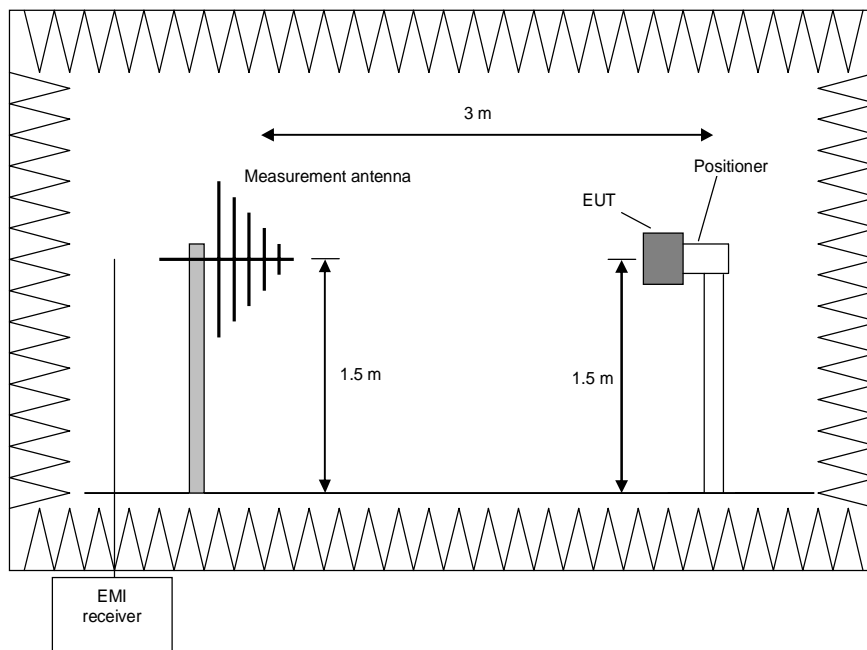 3 m
Measurement antenna
Positioner
EUT
1.5 m
1.5 m
EMI
receiver